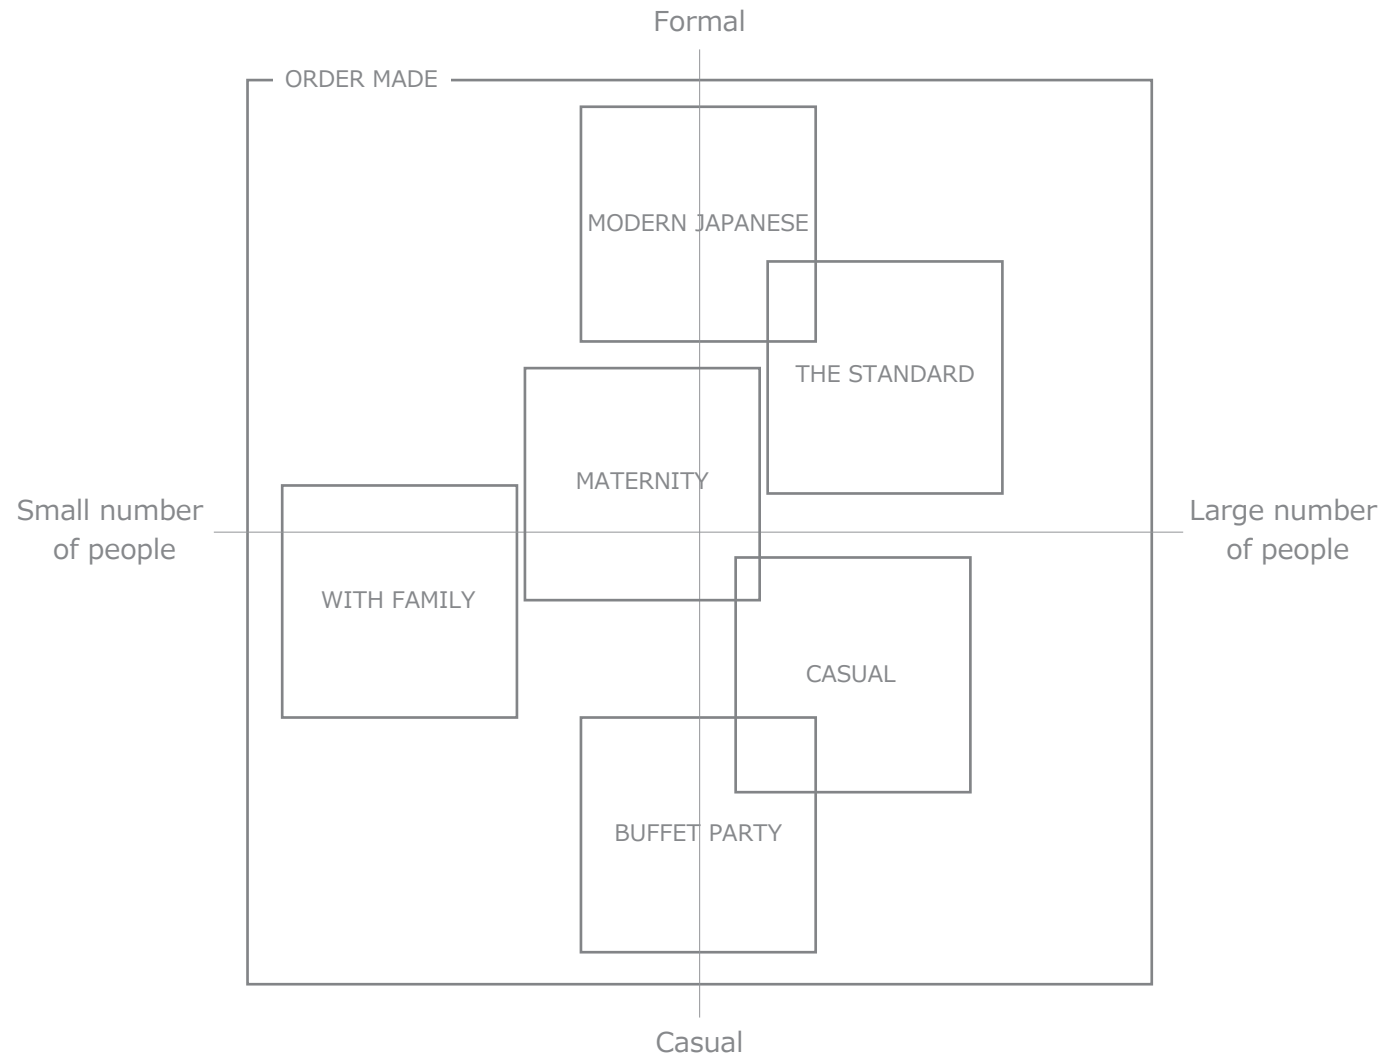 Formal
ORDER MADE
MODERN JAPANESE
THE STANDARD
MATERNITY
Small number
of people
Large number
of people
WITH FAMILY
CASUAL
BUFFET PARTY
Casual